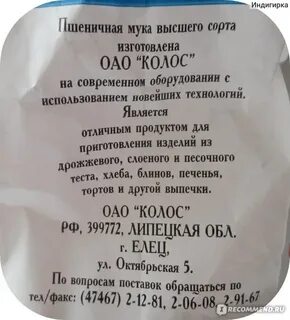 Индигирка
Пшеничная мука высшего сорта
изготовлена
ОАО "КОЛОС"
на современном оборудовании с
использованием новейших технологий.
Является
отличным продуктом для
приготовления изделий из
дрожжевого, слоеного и песочного
теста, хлеба, блинов, печенья,
тортов и другой выпечки.
ОАО "КОЛОС"
РФ, 399772, ЛИПЕЦКАЯ ОБЛ.
г. ЕЛЕЦ,
ул. Октябрьская 5.
По вопросам поставок обращаться по
тел/факс: (47467) 2-12-81, 2-06-08, 2-91-67
IRECOMMEND.RU